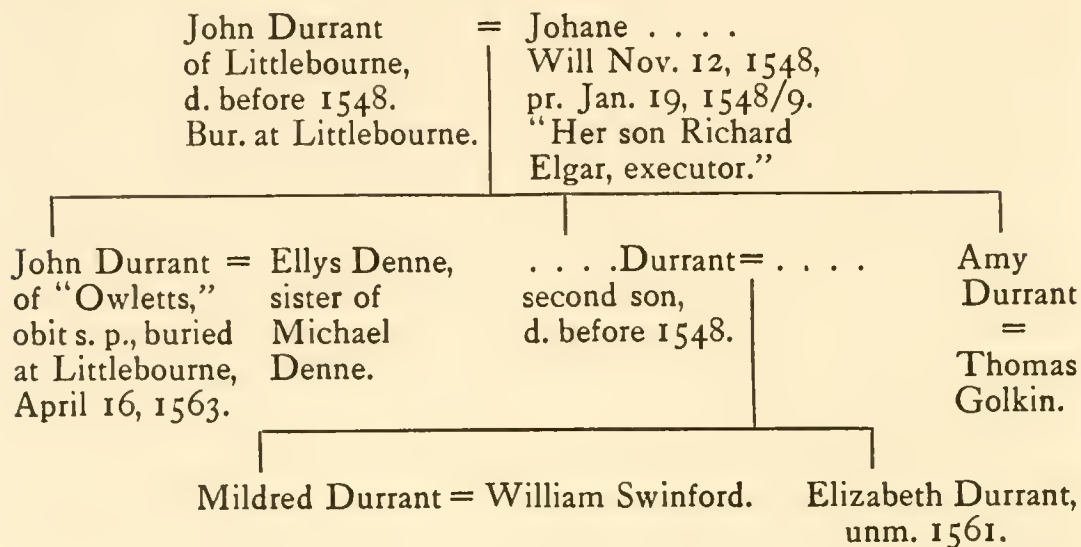 John Durrant = Johane . . . .
of Littlebourne,
d. before 1548.
Bur. at Littlebourne.
Will Nov. 12, 1548,
pr. Jan. 19, 1548/9.
“Her son Richard
Elgar, executor.”
John Durrant = Ellys Denne,
of “Owletts,”
obit s. p., buried
at Littlebourne,
April 16, 1563.
sister of
Michael
Denne.
. . . .Durrant= . . . .
second son,
d. before 1548.
Amy
Durrant
=
Thomas
Golkin.
Mildred Durrant = William Swinford.
Elizabeth Durrant,
unm. 1561.